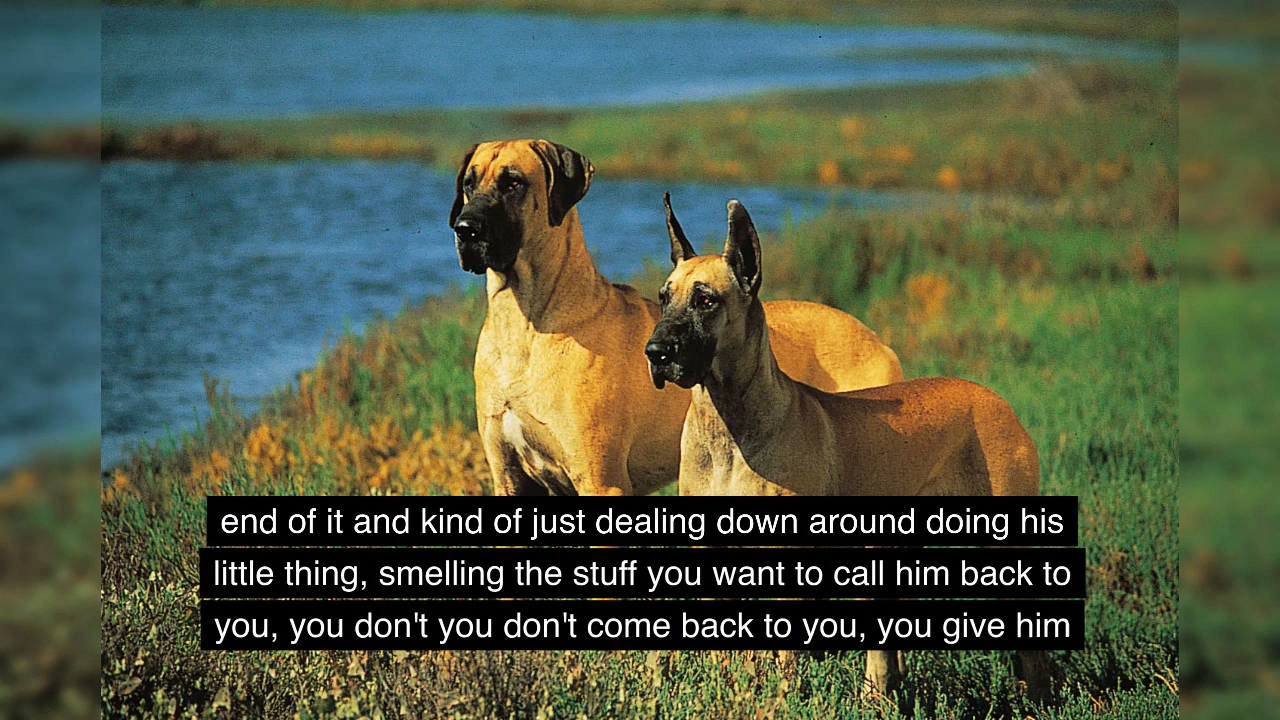 end of it and kind of just dealing down around doing his
little thing, smelling the stuff you want to call him back to
you, you don't you don't come back to you, you give him